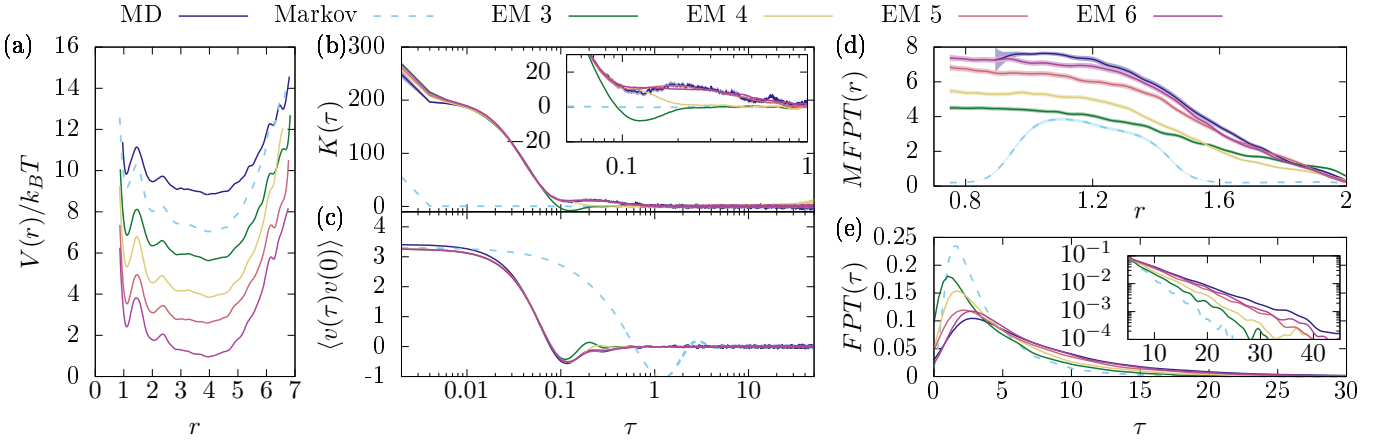 MD Markov EM 3 EM 4 EM 5 EM 6
(a)
16
14
12
10
8
6
4
2
0
V(r)/k_BT
0 1 2 3 4 5 6 7
r
(b)
300
200
100
0
K(τ)
20
0
-20
0.1 1
(c)
4
3
2
1
0
-1
⟨v(τ)v(0)⟩
0.01 0.1 1 10
τ
(d)
8
6
4
2
0
MFPT(r)
0.8 1.2 1.6 2
r
(e)
0.25
0.2
0.15
0.1
0.05
0
FPT(τ)
0 5 10 15 20 25 30
τ
10⁻¹
10⁻²
10⁻³
10⁻⁴
10 20 30 40